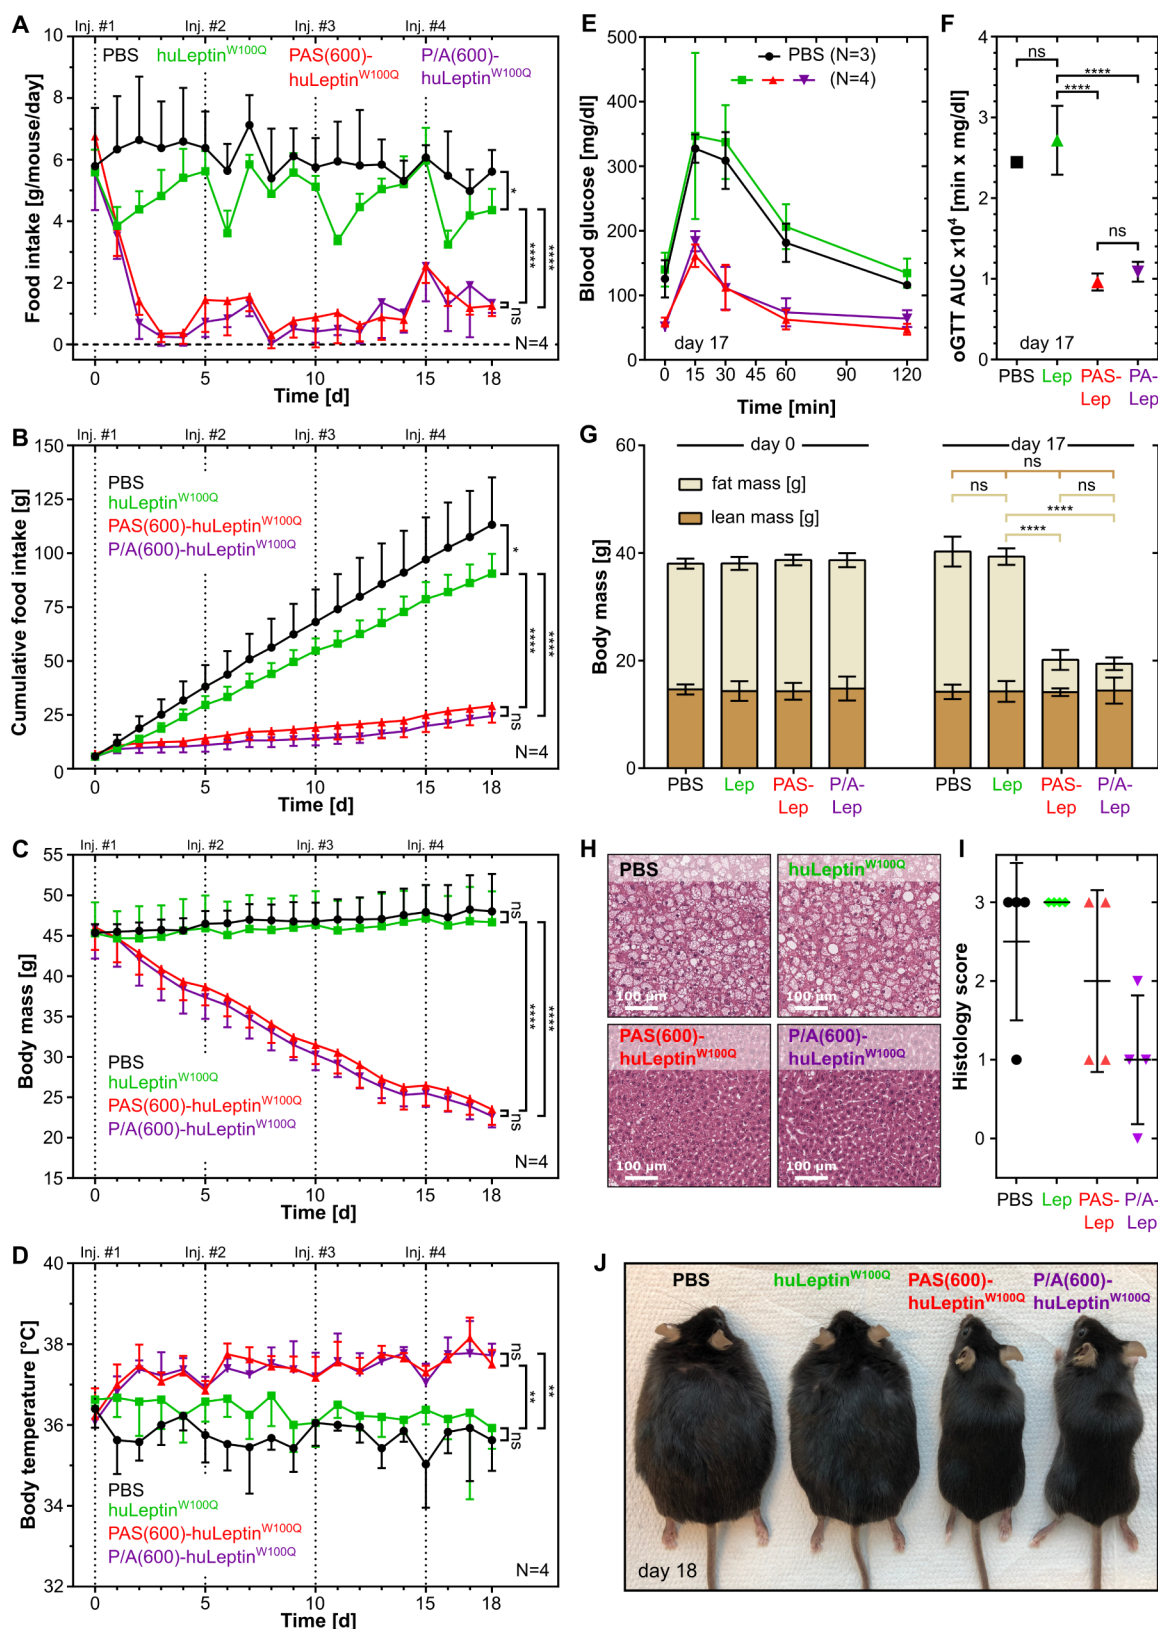 A
Inj. #1
Inj. #2
Inj. #3
Inj. #4
10
8
6
4
2
0
Food intake [g/mouse/day]
PBS
huLeptinW100Q
PAS(600)-
huLeptinW100Q
P/A(600)-
huLeptinW100Q
*
****
****
ns
N=4
0
5
10
15
18
Time [d]
B
Inj. #1
Inj. #2
Inj. #3
Inj. #4
150
125
100
75
50
25
0
Cumulative food intake [g]
PBS
huLeptinW100Q
PAS(600)-huLeptinW100Q
P/A(600)-huLeptinW100Q
*
****
****
ns
N=4
0
5
10
15
18
Time [d]
C
Inj. #1
Inj. #2
Inj. #3
Inj. #4
55
50
45
40
35
30
25
20
15
Body mass [g]
PBS
huLeptinW100Q
PAS(600)-huLeptinW100Q
P/A(600)-huLeptinW100Q
ns
****
****
ns
N=4
0
5
10
15
18
Time [d]
D
Inj. #1
Inj. #2
Inj. #3
Inj. #4
40
38
36
34
32
Body temperature [°C]
PBS
huLeptinW100Q
PAS(600)-huLeptinW100Q
P/A(600)-huLeptinW100Q
ns
**
**
ns
N=4
0
5
10
15
18
Time [d]
E
500
450
400
350
300
250
200
150
100
50
0
Blood glucose [mg/dl]
PBS (N=3)
(N=4)
day 17
0
15
30
45
60
90
120
Time [min]
F
4
3
2
1
0
oGTT AUC x10⁴ [min x mg/dl]
ns
****
****
ns
day 17
PBS
Lep
PAS-
Lep
PA-
Lep
G
60
40
20
0
Body mass [g]
day 0
day 17
fat mass [g]
lean mass [g]
ns
ns
ns
****
****
PBS
Lep
PAS-
Lep
P/A-
Lep
PBS
Lep
PAS-
Lep
P/A-
Lep
H
PBS
100 µm
huLeptinW100Q
100 µm
PAS(600)-
huLeptinW100Q
100 µm
P/A(600)-
huLeptinW100Q
100 µm
I
3
2
1
0
Histology score
PBS
Lep
PAS-
Lep
P/A-
Lep
J
PBS
huLeptinW100Q
PAS(600)-
huLeptinW100Q
P/A(600)-
huLeptinW100Q
day 18